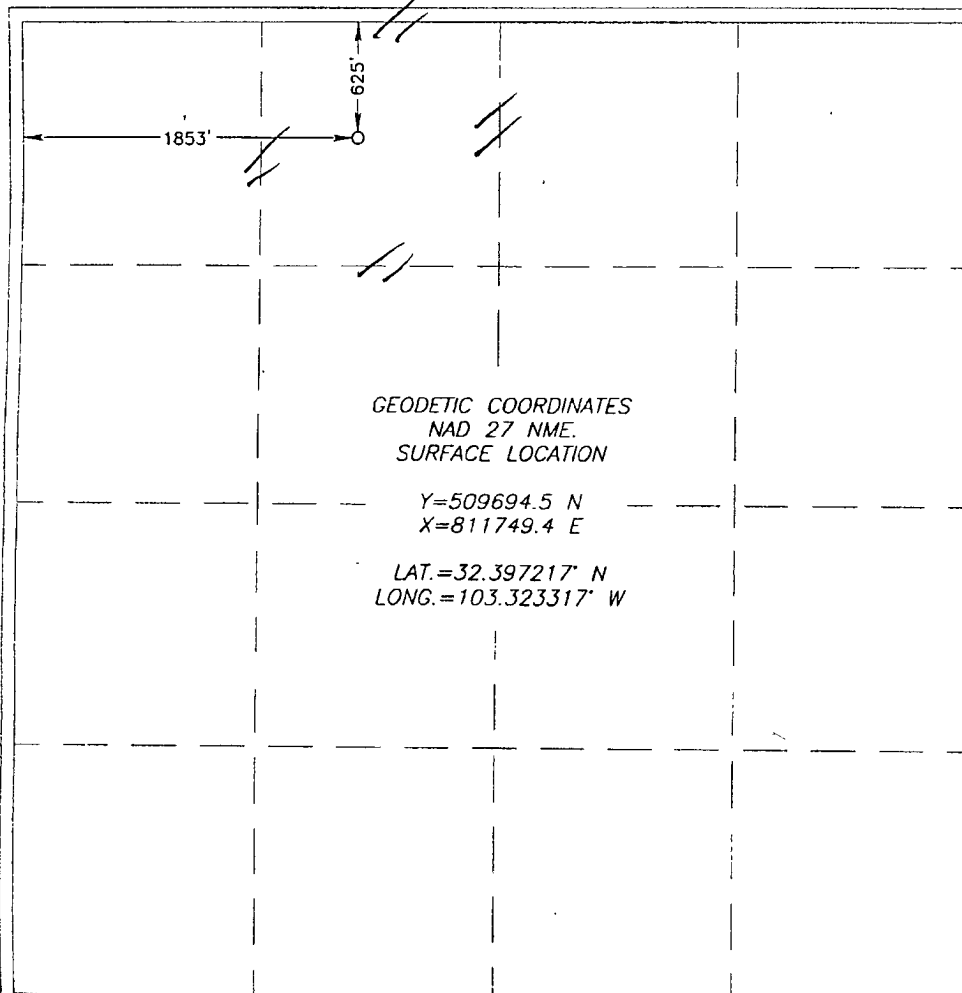 625'
1853'
GEODETIC COORDINATES
NAD 27 NME.
SURFACE LOCATION
Y=509694.5 N
X=811749.4 E
LAT.=32.397217° N
LONG.=103.323317° W